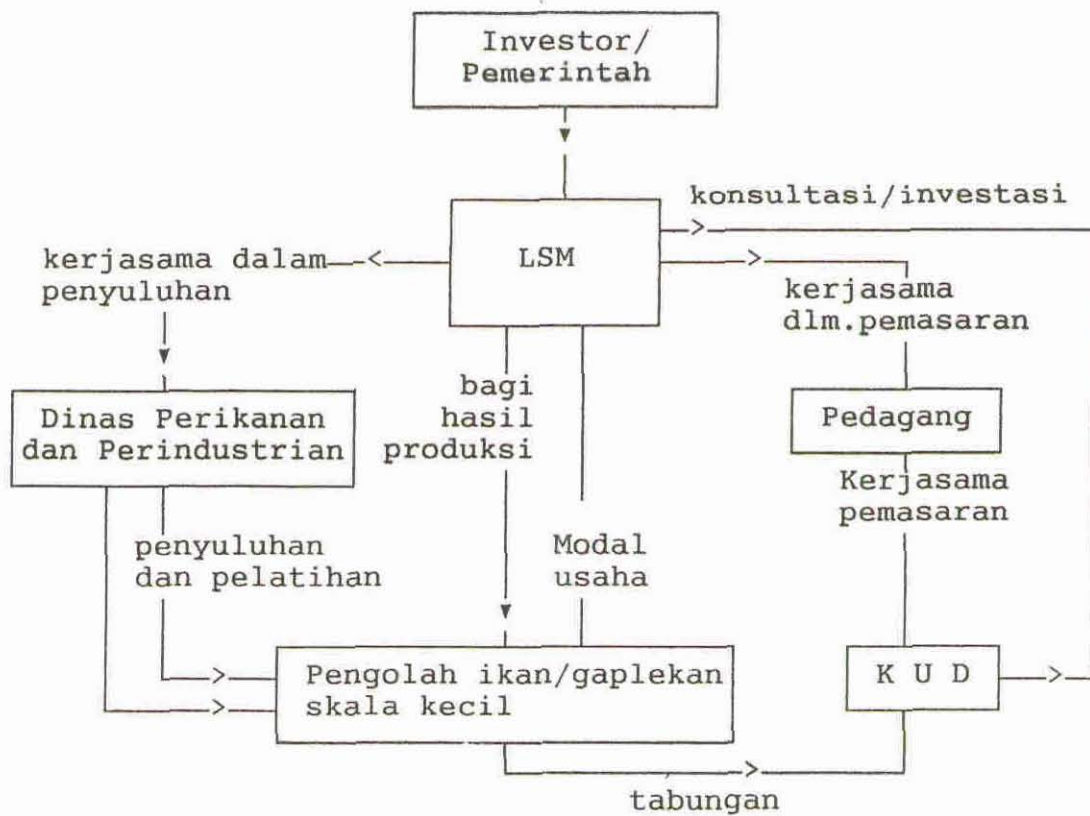 Investor/
Pemerintah
konsultasi/investasi
LSM
kerjasama dalam
penyuluhan
kerjasama
dlm.pemasaran
Dinas Perikanan
dan Perindustrian
bagi
hasil
produksi
Pedagang
Kerjasama
pemasaran
penyuluhan
dan pelatihan
Modal
usaha
Pengolah ikan/gaplekan
skala kecil
K U D
tabungan